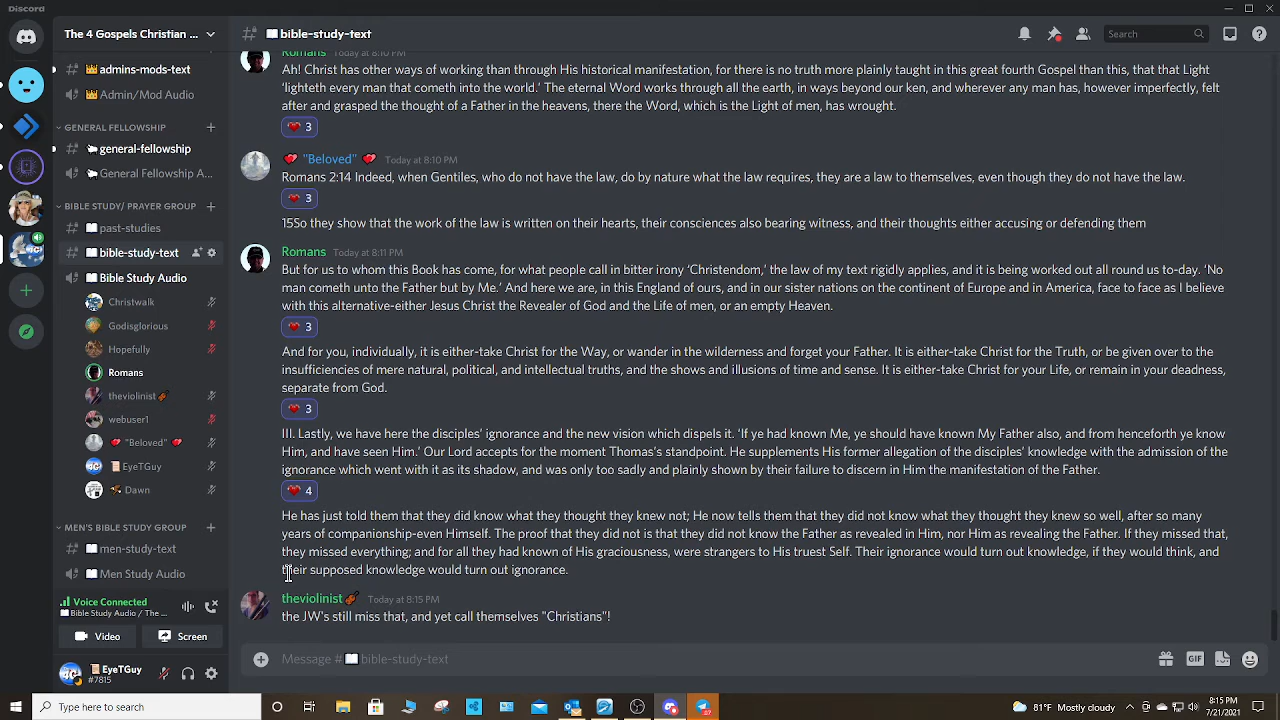 Discord
The 4 Gospels Christian ...
bible-study-text
Search
admins-mods-text
Admin/Mod Audio
GENERAL FELLOWSHIP
general-fellowship
General Fellowship A...
BIBLE STUDY/ PRAYER GROUP
past-studies
bible-study-text
Bible Study Audio
Christwalk
Godisglorious
Hopefully
Romans
theviolinist
webuser1
"Beloved"
EyeTGuy
Dawn
MEN'S BIBLE STUDY GROUP
men-study-text
Men Study Audio
Voice Connected
Bible Study Audio / The ...
Video
Screen
EyeTGuy
#7815
Romans Today at 8:10 PM
Ah! Christ has other ways of working than through His historical manifestation, for there is no truth more plainly taught in this great fourth Gospel than this, that that Light
‘lighteth every man that cometh into the world.’ The eternal Word works through all the earth, in ways beyond our ken, and wherever any man has, however imperfectly, felt
after and grasped the thought of a Father in the heavens, there the Word, which is the Light of men, has wrought.
3
"Beloved" Today at 8:10 PM
Romans 2:14 Indeed, when Gentiles, who do not have the law, do by nature what the law requires, they are a law to themselves, even though they do not have the law.
3
15So they show that the work of the law is written on their hearts, their consciences also bearing witness, and their thoughts either accusing or defending them
Romans Today at 8:11 PM
But for us to whom this Book has come, for what people call in bitter irony ‘Christendom,’ the law of my text rigidly applies, and it is being worked out all round us to-day. ‘No
man cometh unto the Father but by Me.’ And here we are, in this England of ours, and in our sister nations on the continent of Europe and in America, face to face as I believe
with this alternative-either Jesus Christ the Revealer of God and the Life of men, or an empty Heaven.
3
And for you, individually, it is either-take Christ for the Way, or wander in the wilderness and forget your Father. It is either-take Christ for the Truth, or be given over to the
insufficiencies of mere natural, political, and intellectual truths, and the shows and illusions of time and sense. It is either-take Christ for your Life, or remain in your deadness,
separate from God.
3
III. Lastly, we have here the disciples’ ignorance and the new vision which dispels it. ‘If ye had known Me, ye should have known My Father also, and from henceforth ye know
Him, and have seen Him.’ Our Lord accepts for the moment Thomas’s standpoint. He supplements His former allegation of the disciples’ knowledge with the admission of the
ignorance which went with it as its shadow, and was only too sadly and plainly shown by their failure to discern in Him the manifestation of the Father.
4
He has just told them that they did know what they thought they knew not; He now tells them that they did not know what they thought they knew so well, after so many
years of companionship-even Himself. The proof that they did not is that they did not know the Father as revealed in Him, nor Him as revealing the Father. If they missed that,
they missed everything; and for all they had known of His graciousness, were strangers to His truest Self. Their ignorance would turn out knowledge, if they would think, and
their supposed knowledge would turn out ignorance.
theviolinist Today at 8:15 PM
the JW's still miss that, and yet call themselves "Christians"!
Message # bible-study-text
GIF
Type here to search
81°F Mostly cloudy
8:15 PM
7/21/2021